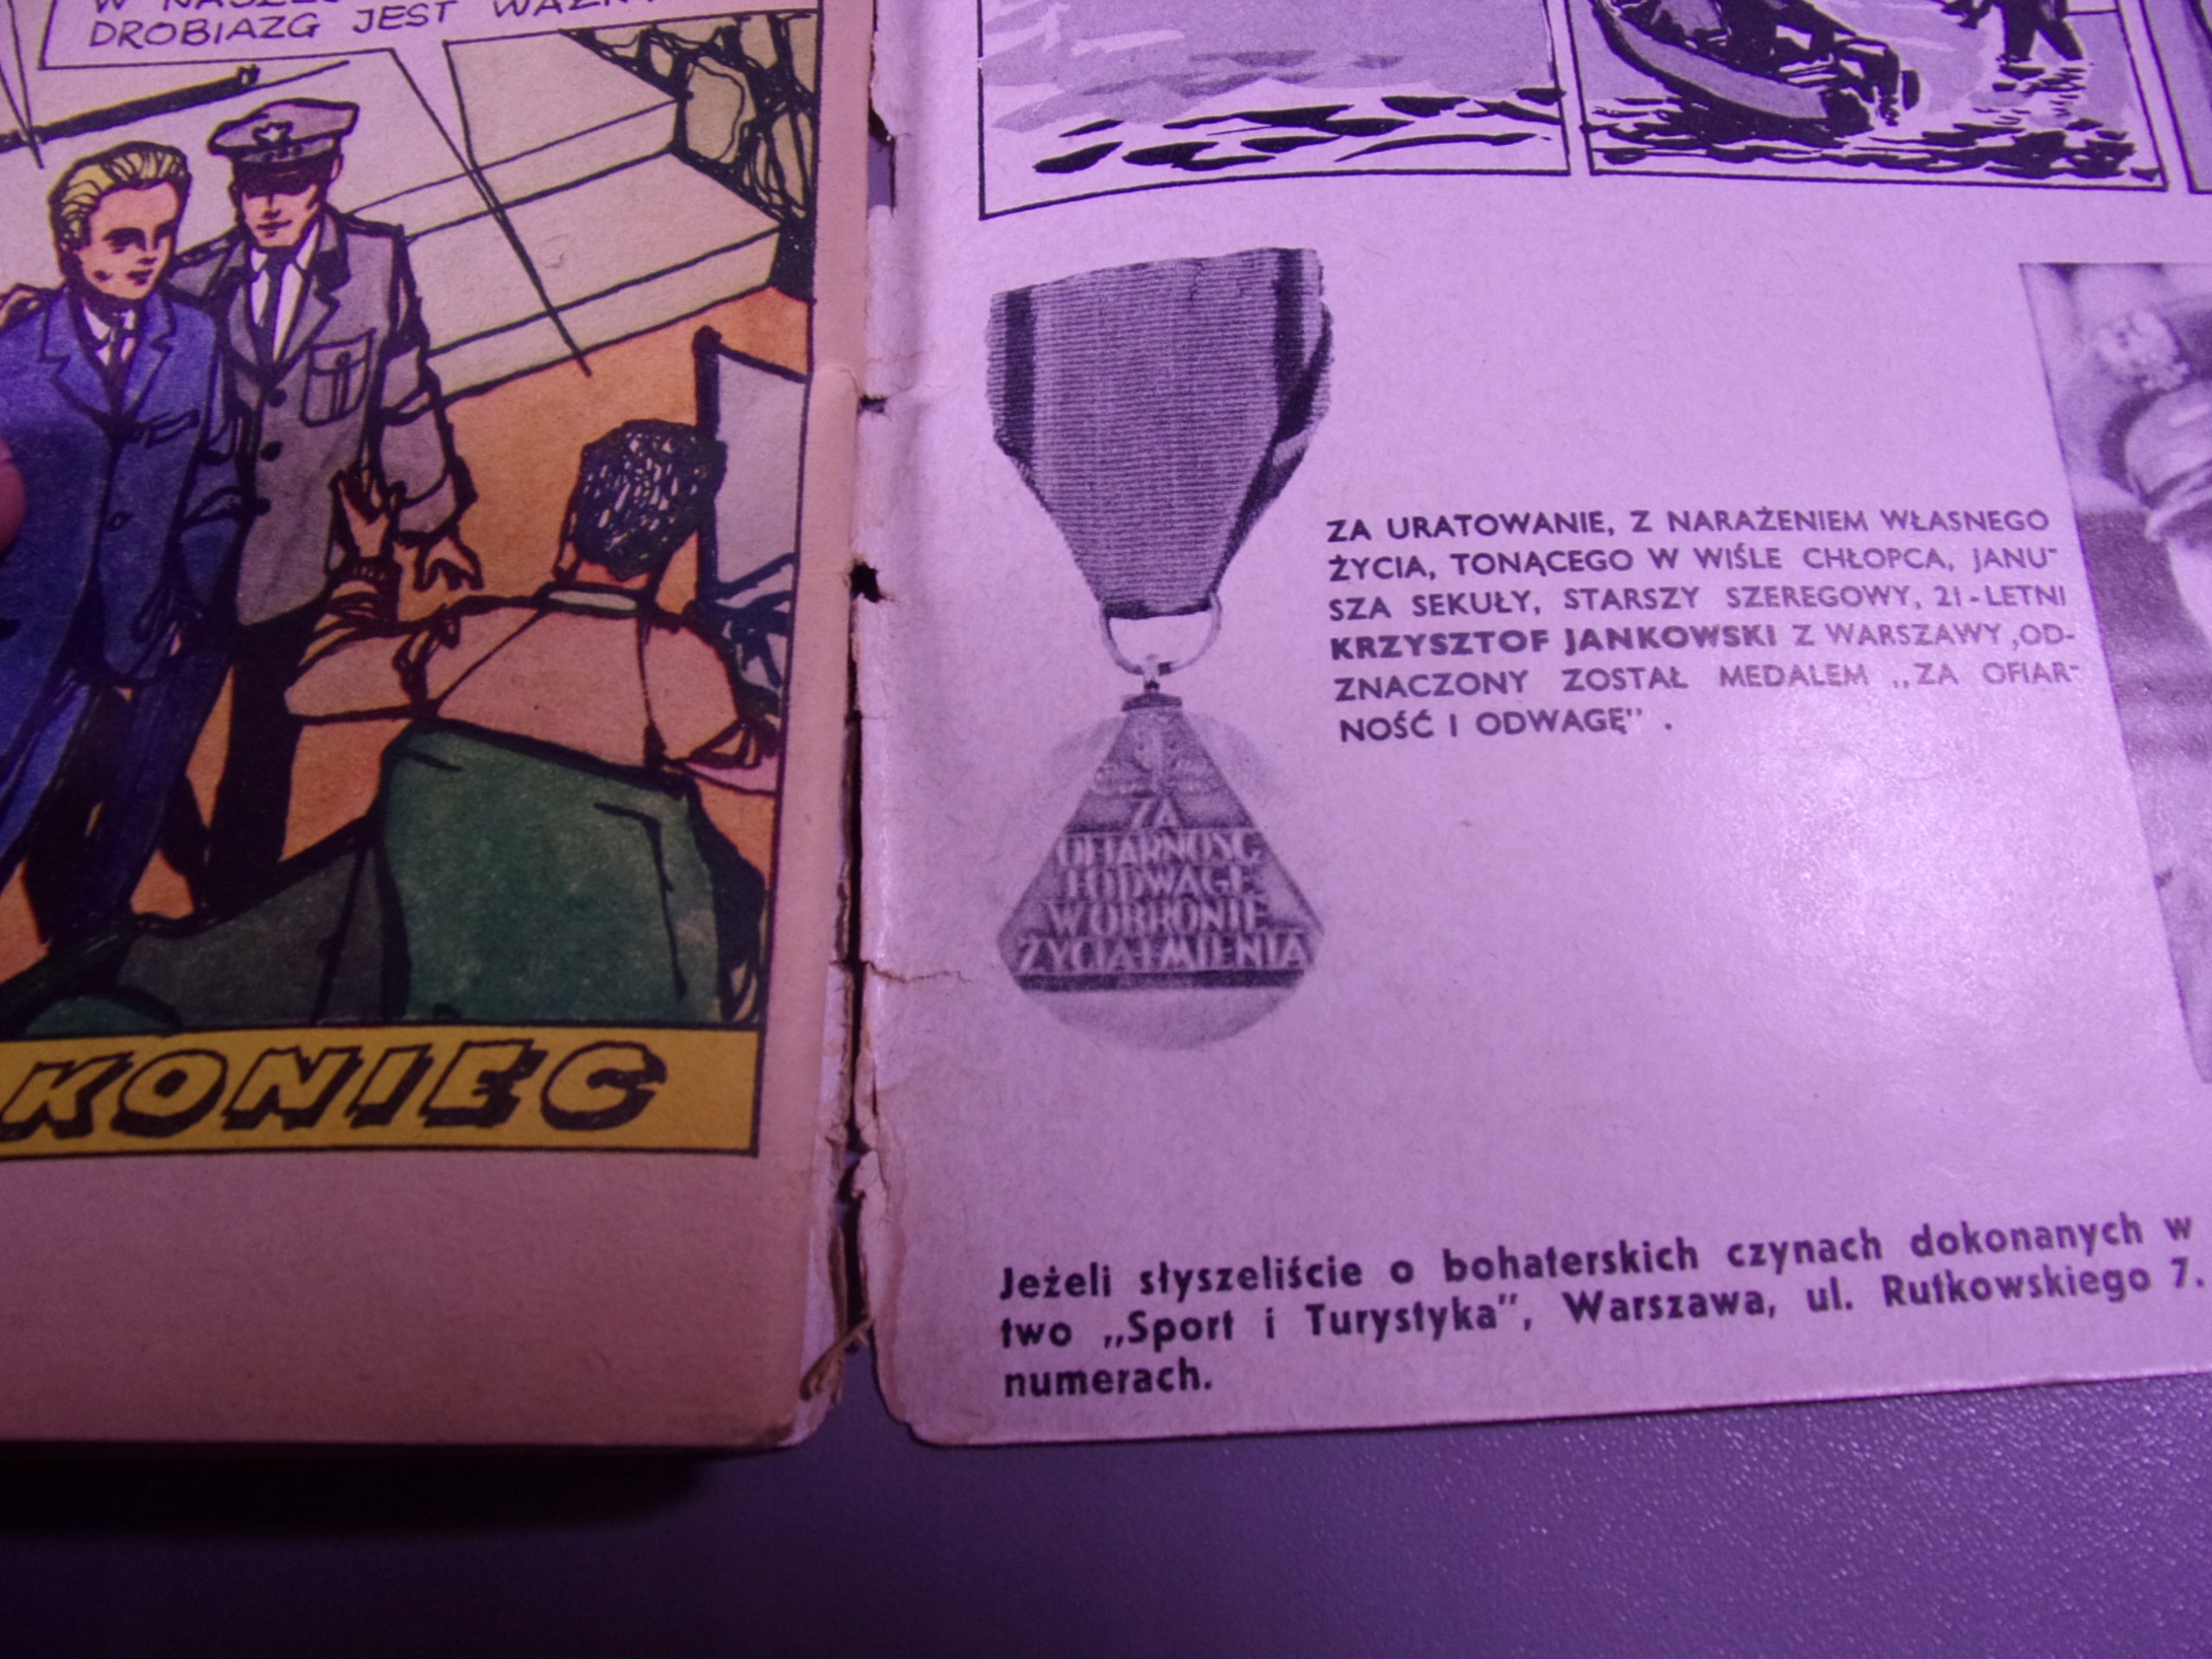 DROBIAZG JEST
KONIEC
ZA
OFIARNOŚĆ
I ODWAGĘ
W OBRONIE
ŻYCIA I MIENIA
ZA URATOWANIE, Z NARAŻENIEM WŁASNEGO
ŻYCIA, TONĄCEGO W WIŚLE CHŁOPCA, JANU-
SZA SEKUŁY, STARSZY SZEREGOWY, 21-LETNI
KRZYSZTOF JANKOWSKI Z WARSZAWY ,OD-
ZNACZONY ZOSTAŁ MEDALEM „ZA OFIAR-
NOŚĆ I ODWAGĘ" .
Jeżeli słyszeliście o bohaterskich czynach dokonanych w
two „Sport i Turystyka", Warszawa, ul. Rutkowskiego 7.
numerach.